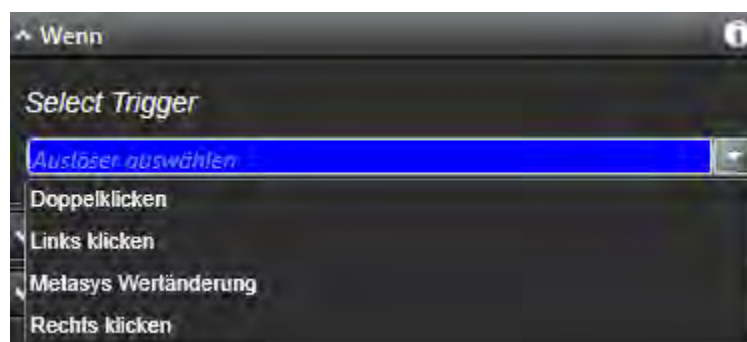 Wenn
Select Trigger
Auslöser auswählen
Doppelklicken
Links klicken
Metasys Wertänderung
Rechts klicken